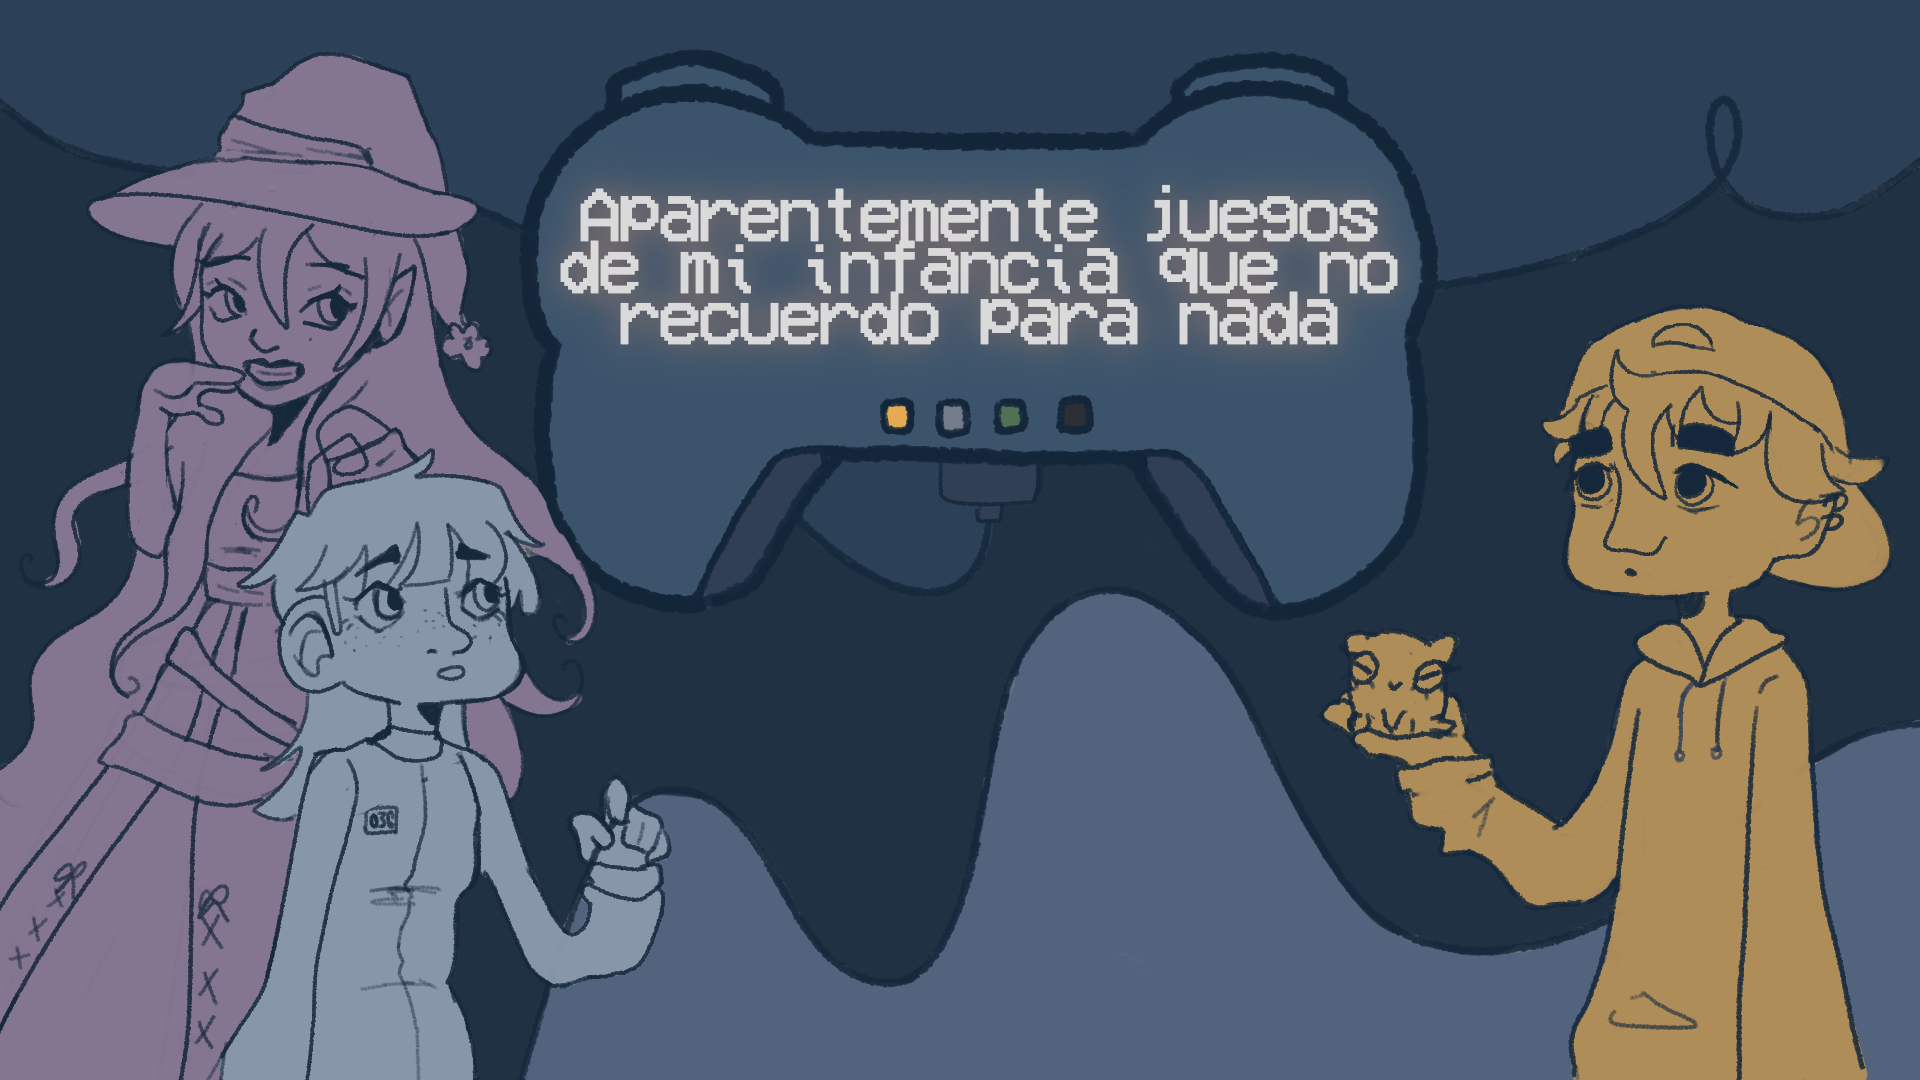 Aparentemente juegos
de mi infancia que no
recuerdo para nada